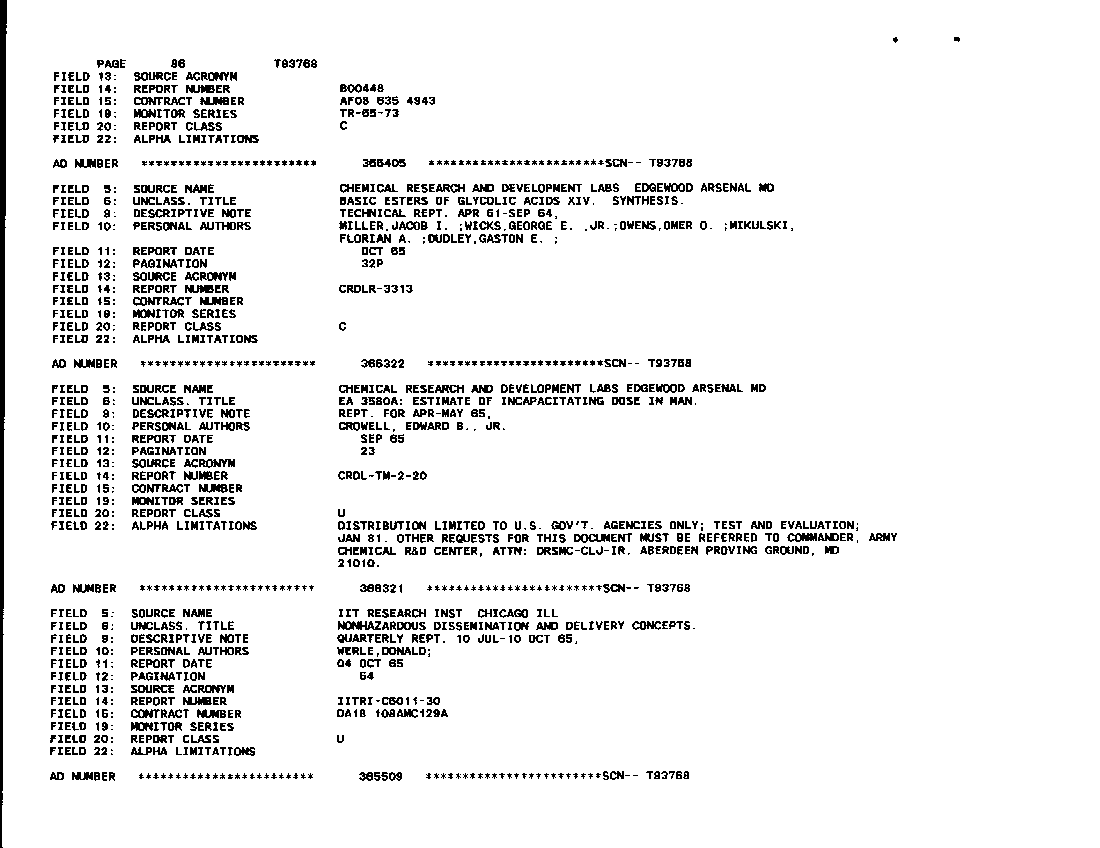 PAGE 86 T93768
FIELD 13: SOURCE ACRONYM
FIELD 14: REPORT NUMBER B00448
FIELD 15: CONTRACT NUMBER AF08 635 4943
FIELD 19: MONITOR SERIES TR-65-73
FIELD 20: REPORT CLASS C
FIELD 22: ALPHA LIMITATIONS
AD NUMBER ************************ 366405 ************************SCN-- T93768
FIELD 5: SOURCE NAME CHEMICAL RESEARCH AND DEVELOPMENT LABS EDGEWOOD ARSENAL MD
FIELD 6: UNCLASS. TITLE BASIC ESTERS OF GLYCOLIC ACIDS XIV. SYNTHESIS.
FIELD 9: DESCRIPTIVE NOTE TECHNICAL REPT. APR 61-SEP 64,
FIELD 10: PERSONAL AUTHORS MILLER,JACOB I. ;WICKS,GEORGE E. ,JR.;OWENS,OMER O. ;MIKULSKI,
FLORIAN A. ;DUDLEY,GASTON E. ;
FIELD 11: REPORT DATE OCT 65
FIELD 12: PAGINATION 32P
FIELD 13: SOURCE ACRONYM
FIELD 14: REPORT NUMBER CRDLR-3313
FIELD 15: CONTRACT NUMBER
FIELD 19: MONITOR SERIES
FIELD 20: REPORT CLASS C
FIELD 22: ALPHA LIMITATIONS
AD NUMBER ************************ 366322 ************************SCN-- T93768
FIELD 5: SOURCE NAME CHEMICAL RESEARCH AND DEVELOPMENT LABS EDGEWOOD ARSENAL MD
FIELD 6: UNCLASS. TITLE EA 3580A: ESTIMATE OF INCAPACITATING DOSE IN MAN.
FIELD 9: DESCRIPTIVE NOTE REPT. FOR APR-MAY 65,
FIELD 10: PERSONAL AUTHORS CROWELL, EDWARD B., JR.
FIELD 11: REPORT DATE SEP 65
FIELD 12: PAGINATION 23
FIELD 13: SOURCE ACRONYM
FIELD 14: REPORT NUMBER CRDL-TM-2-20
FIELD 15: CONTRACT NUMBER
FIELD 19: MONITOR SERIES
FIELD 20: REPORT CLASS U
FIELD 22: ALPHA LIMITATIONS DISTRIBUTION LIMITED TO U.S. GOV'T. AGENCIES ONLY; TEST AND EVALUATION;
JAN 81. OTHER REQUESTS FOR THIS DOCUMENT MUST BE REFERRED TO COMMANDER, ARMY
CHEMICAL R&D CENTER, ATTN: DRSMC-CLJ-IR. ABERDEEN PROVING GROUND, MD
21010.
AD NUMBER ************************ 366321 ************************SCN-- T93768
FIELD 5: SOURCE NAME IIT RESEARCH INST CHICAGO ILL
FIELD 6: UNCLASS. TITLE NONHAZARDOUS DISSEMINATION AND DELIVERY CONCEPTS.
FIELD 9: DESCRIPTIVE NOTE QUARTERLY REPT. 10 JUL-10 OCT 65,
FIELD 10: PERSONAL AUTHORS WERLE,DONALD;
FIELD 11: REPORT DATE 04 OCT 65
FIELD 12: PAGINATION 64
FIELD 13: SOURCE ACRONYM
FIELD 14: REPORT NUMBER IITRI-C6011-30
FIELD 15: CONTRACT NUMBER DA18 108AMC129A
FIELD 19: MONITOR SERIES
FIELD 20: REPORT CLASS U
FIELD 22: ALPHA LIMITATIONS
AD NUMBER ************************ 365509 ************************SCN-- T93768